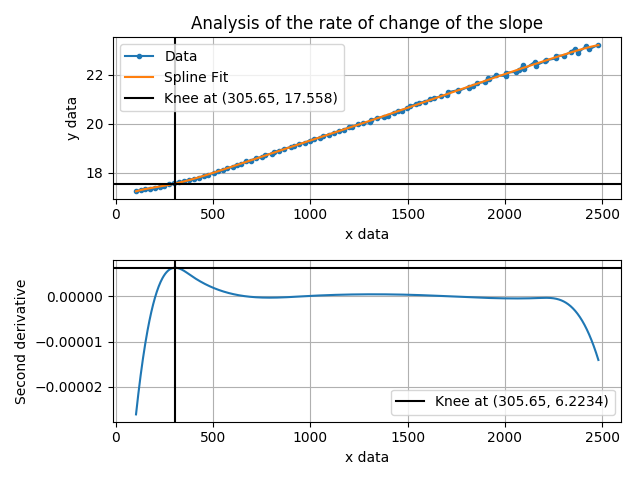 Analysis of the rate of change of the slope
Data
Spline Fit
Knee at (305.65, 17.558)
y data
22
20
18
0 500 1000 1500 2000 2500
x data
Second derivative
0.00000
−0.00001
−0.00002
Knee at (305.65, 6.2234)
0 500 1000 1500 2000 2500
x data